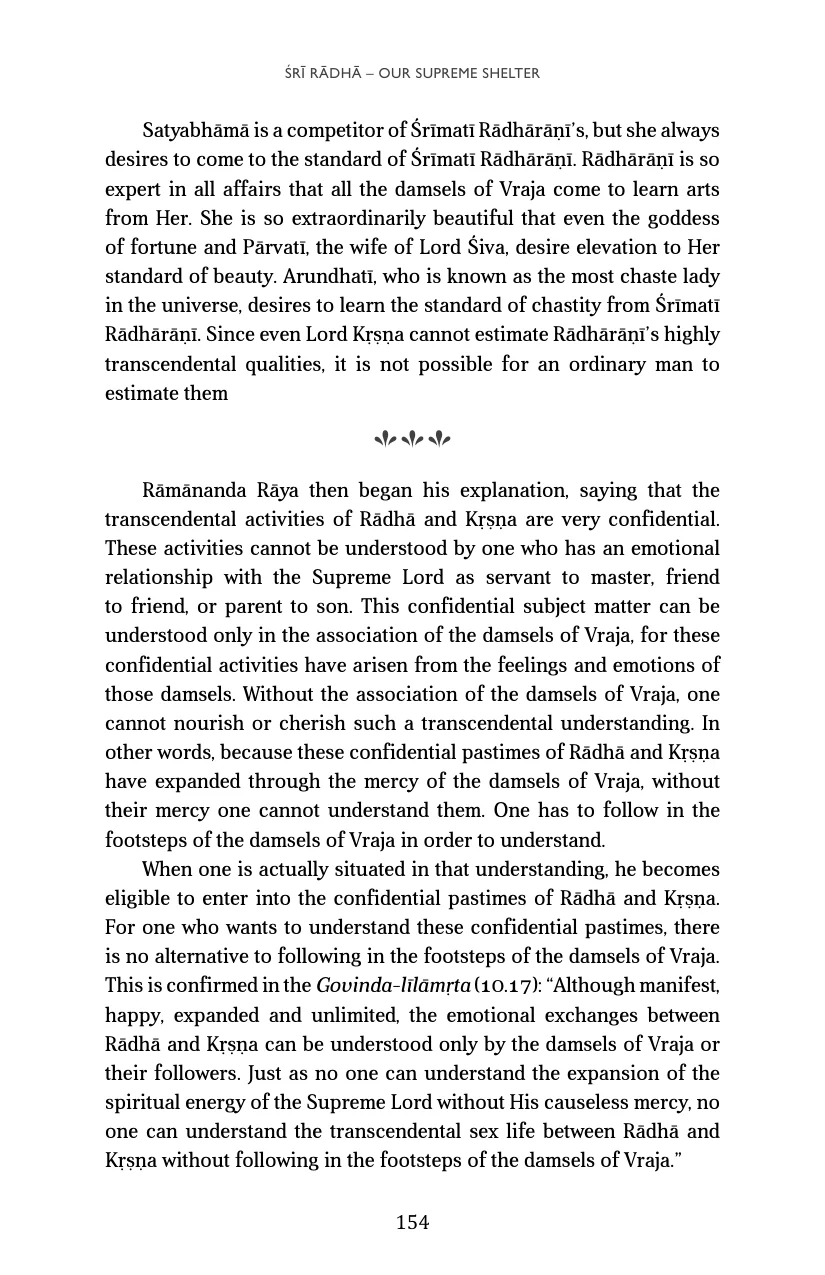 ŚRĪ RĀDHĀ – OUR SUPREME SHELTER
Satyabhāmā is a competitor of Śrīmatī Rādhārāṇī’s, but she always
desires to come to the standard of Śrīmatī Rādhārāṇī. Rādhārāṇī is so
expert in all affairs that all the damsels of Vraja come to learn arts
from Her. She is so extraordinarily beautiful that even the goddess
of fortune and Pārvatī, the wife of Lord Śiva, desire elevation to Her
standard of beauty. Arundhatī, who is known as the most chaste lady
in the universe, desires to learn the standard of chastity from Śrīmatī
Rādhārāṇī. Since even Lord Kṛṣṇa cannot estimate Rādhārāṇī’s highly
transcendental qualities, it is not possible for an ordinary man to
estimate them
Rāmānanda Rāya then began his explanation, saying that the
transcendental activities of Rādhā and Kṛṣṇa are very confidential.
These activities cannot be understood by one who has an emotional
relationship with the Supreme Lord as servant to master, friend
to friend, or parent to son. This confidential subject matter can be
understood only in the association of the damsels of Vraja, for these
confidential activities have arisen from the feelings and emotions of
those damsels. Without the association of the damsels of Vraja, one
cannot nourish or cherish such a transcendental understanding. In
other words, because these confidential pastimes of Rādhā and Kṛṣṇa
have expanded through the mercy of the damsels of Vraja, without
their mercy one cannot understand them. One has to follow in the
footsteps of the damsels of Vraja in order to understand.
When one is actually situated in that understanding, he becomes
eligible to enter into the confidential pastimes of Rādhā and Kṛṣṇa.
For one who wants to understand these confidential pastimes, there
is no alternative to following in the footsteps of the damsels of Vraja.
This is confirmed in the Govinda-līlāmṛta (10.17): “Although manifest,
happy, expanded and unlimited, the emotional exchanges between
Rādhā and Kṛṣṇa can be understood only by the damsels of Vraja or
their followers. Just as no one can understand the expansion of the
spiritual energy of the Supreme Lord without His causeless mercy, no
one can understand the transcendental sex life between Rādhā and
Kṛṣṇa without following in the footsteps of the damsels of Vraja.”
154